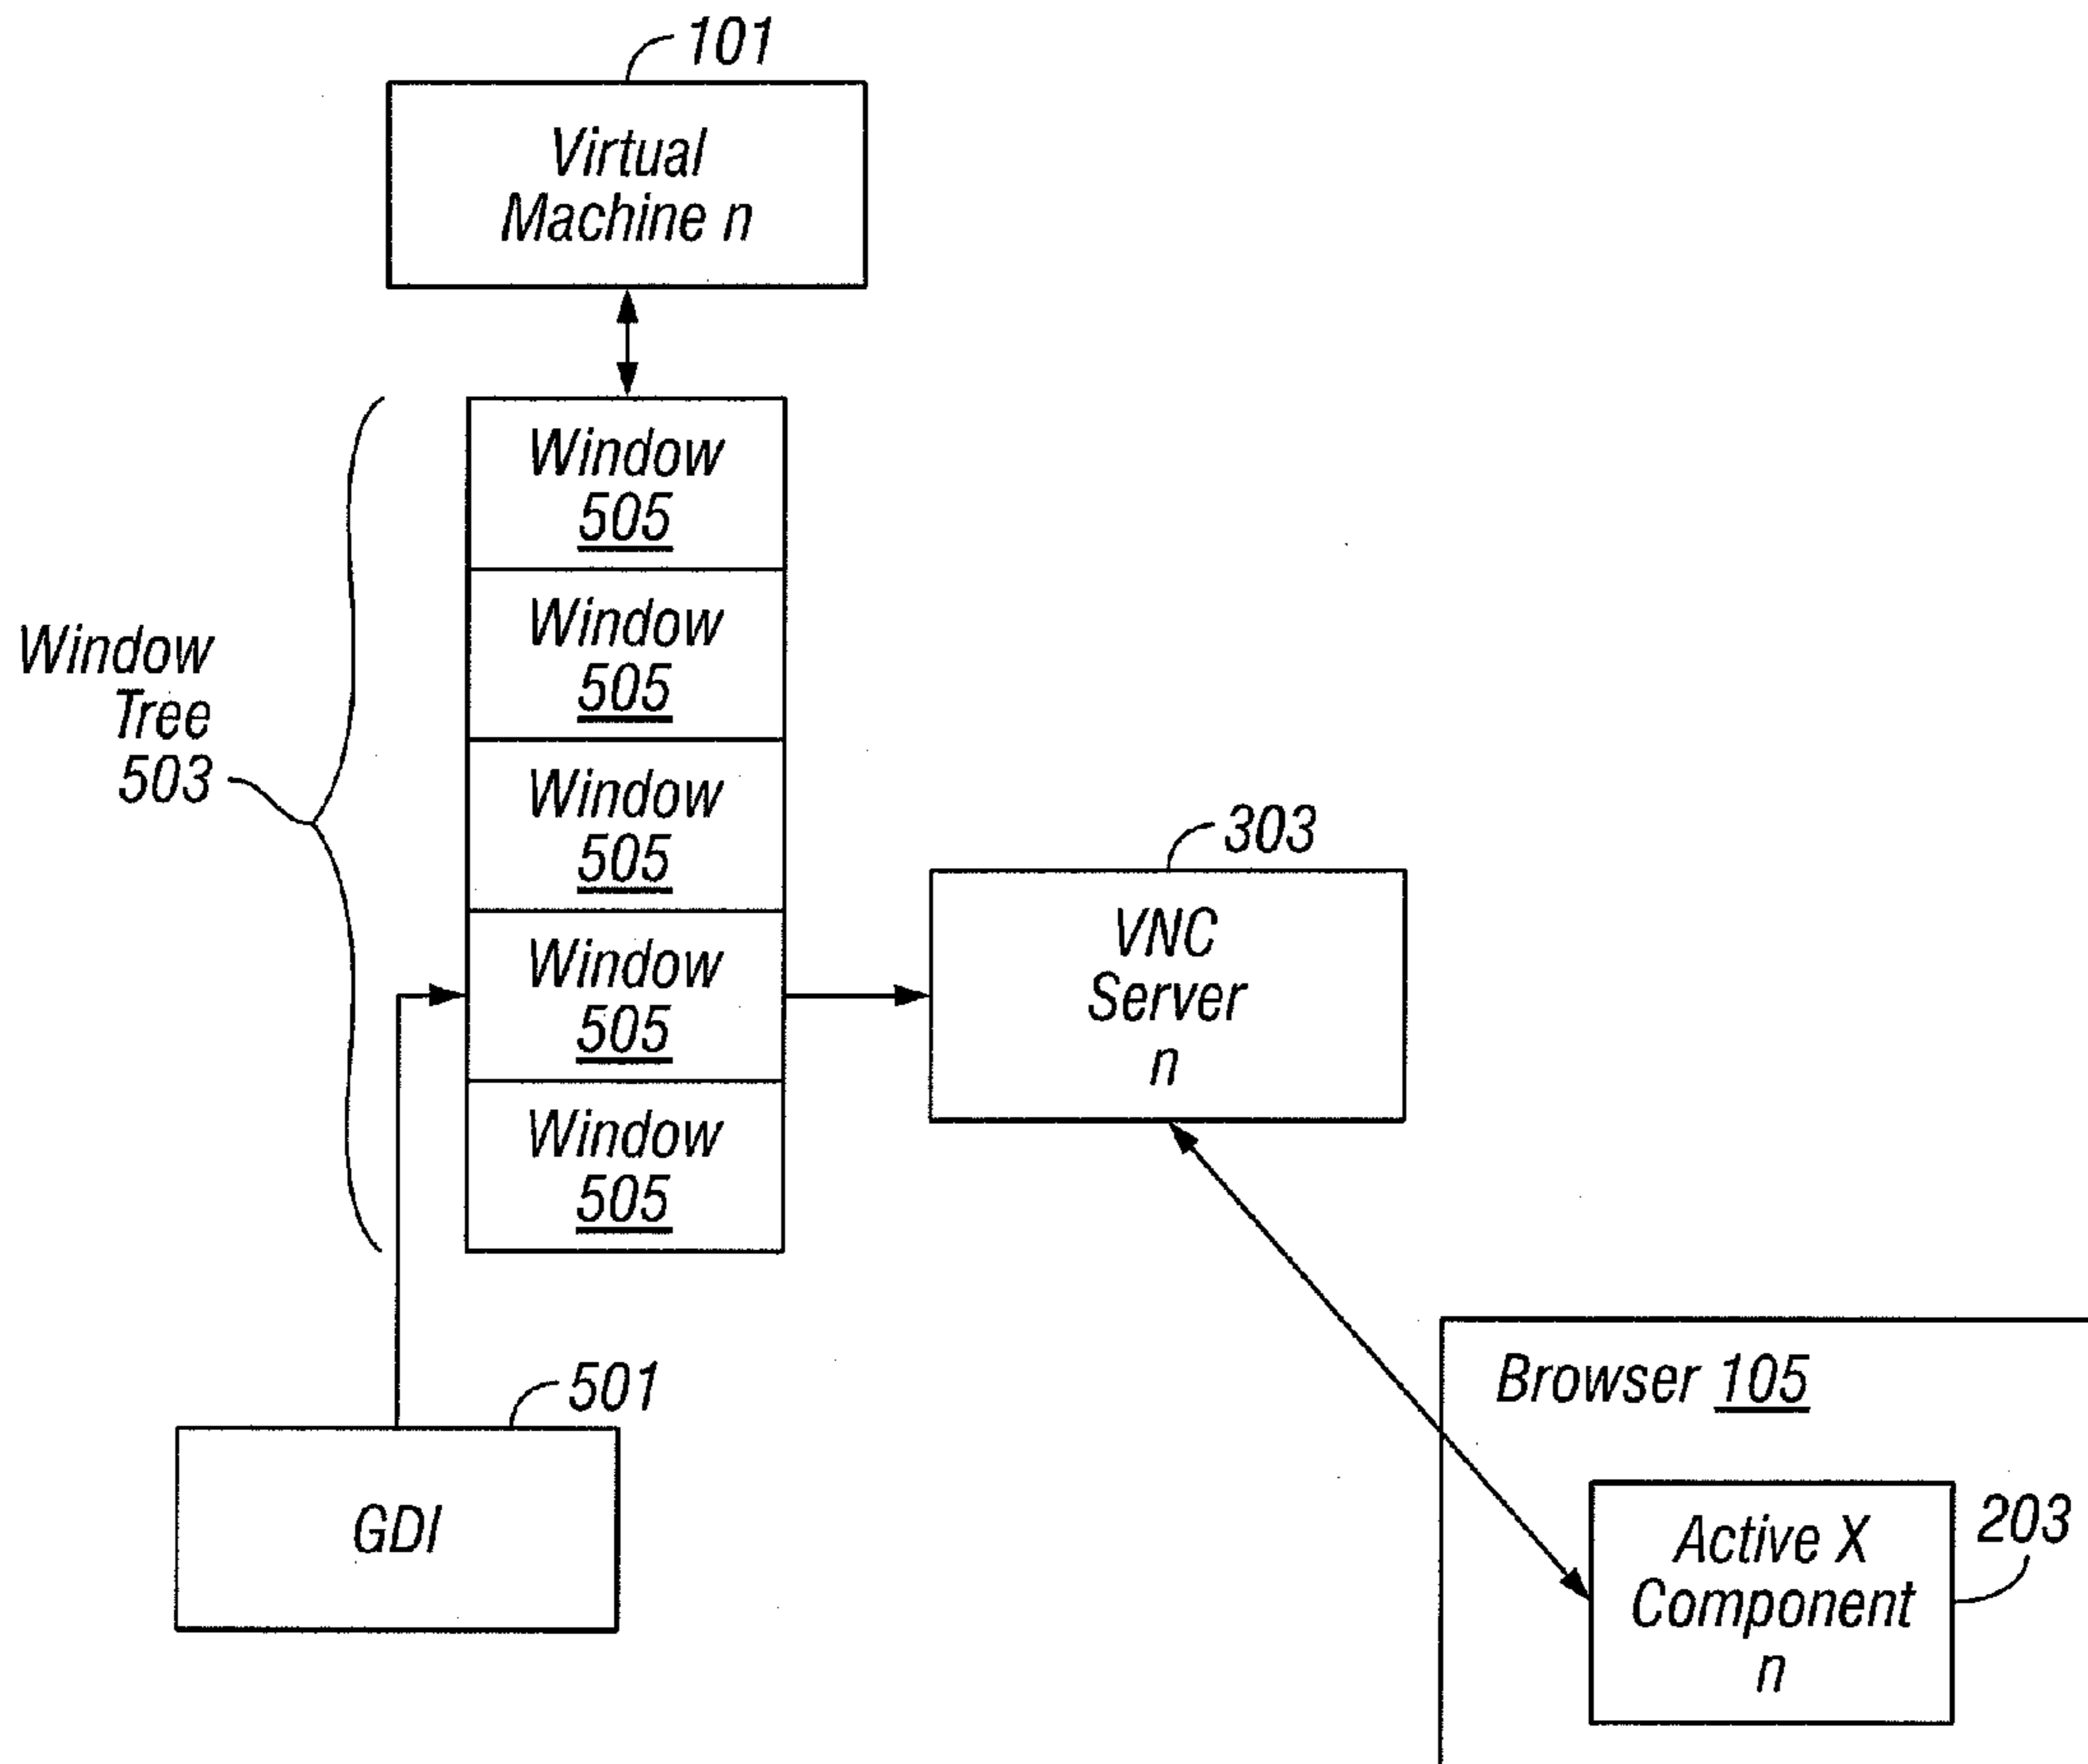 101
Virtual
Machine n
Window
505
Window
505
Window
Tree
503
Window
505
303
Window
505
VNC
Server
n
Window
505
501
GDI
Browser 105
Active X
Component
n
203